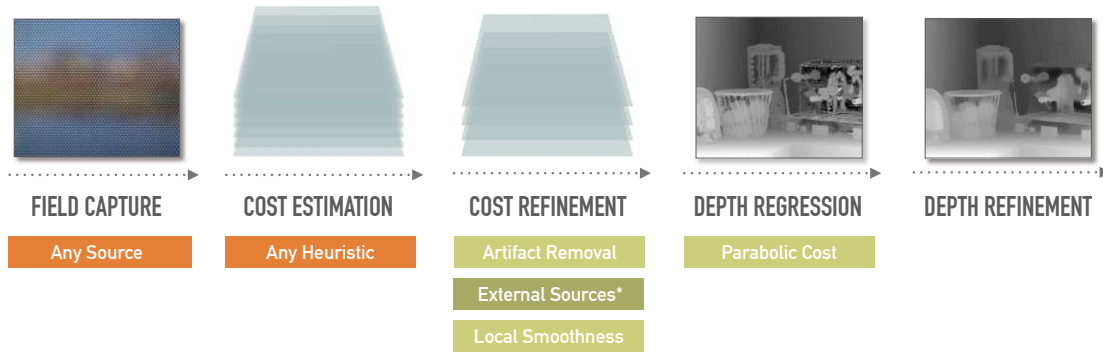 FIELD CAPTURE
COST ESTIMATION
COST REFINEMENT
DEPTH REGRESSION
DEPTH REFINEMENT
Any Source
Any Heuristic
Artifact Removal
Parabolic Cost
External Sources*
Local Smoothness